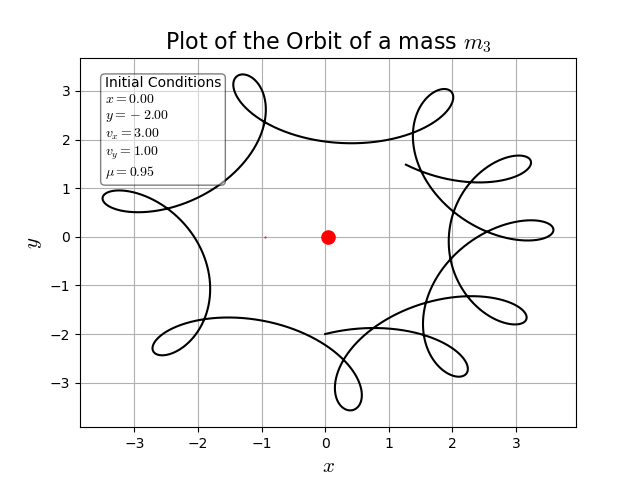 Plot of the Orbit of a mass m₃
Initial Conditions
x = 0.00
y = − 2.00
vₓ = 3.00
v_y = 1.00
μ = 0.95
3
2
1
0
−1
−2
−3
y
−3 −2 −1 0 1 2 3
x